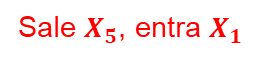 Sale X₅, entra X₁